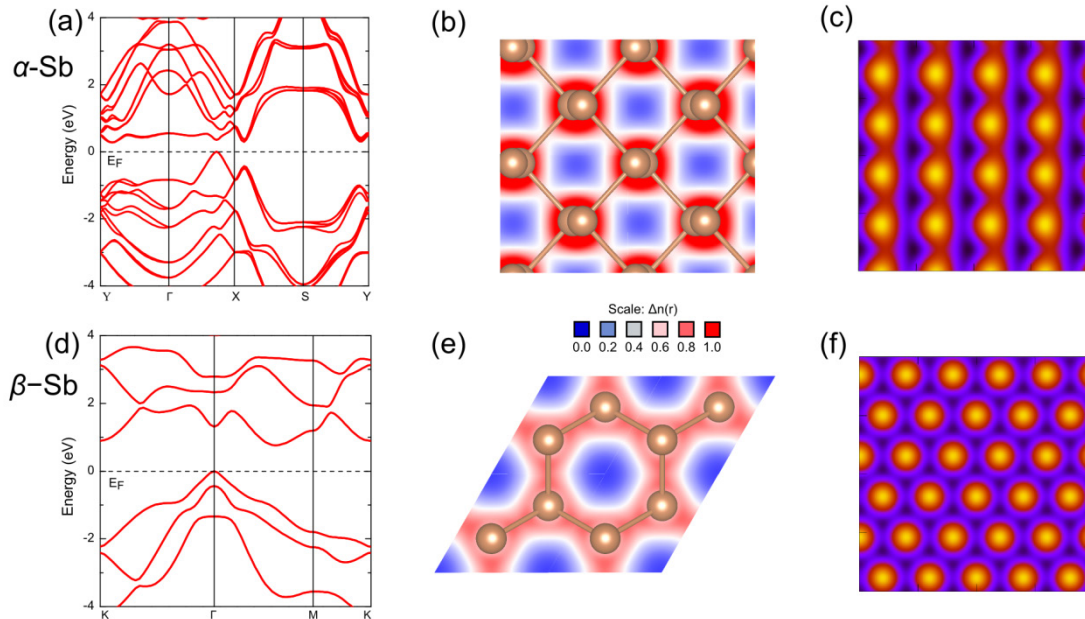 (a)
α-Sb
Energy (eV)
4
2
0
-2
-4
E_F
Υ Γ X S Y
(b)
(c)
Scale: Δn(r)
0.0 0.2 0.4 0.6 0.8 1.0
(d)
β−Sb
Energy (eV)
4
2
0
-2
-4
E_F
K Γ M K
(e)
(f)